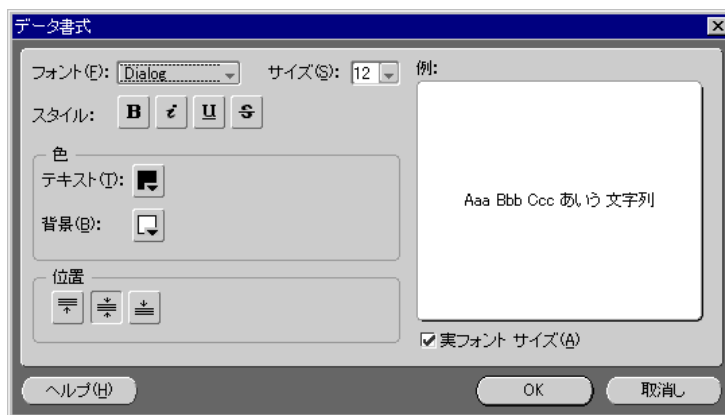 データ書式
フォント(F): Dialog サイズ(S): 12
スタイル: B i U S
色
テキスト(T):
背景(B):
位置
例:
Aaa Bbb Ccc あいう 文字列
実フォント サイズ(A)
ヘルプ(H) OK 取消し